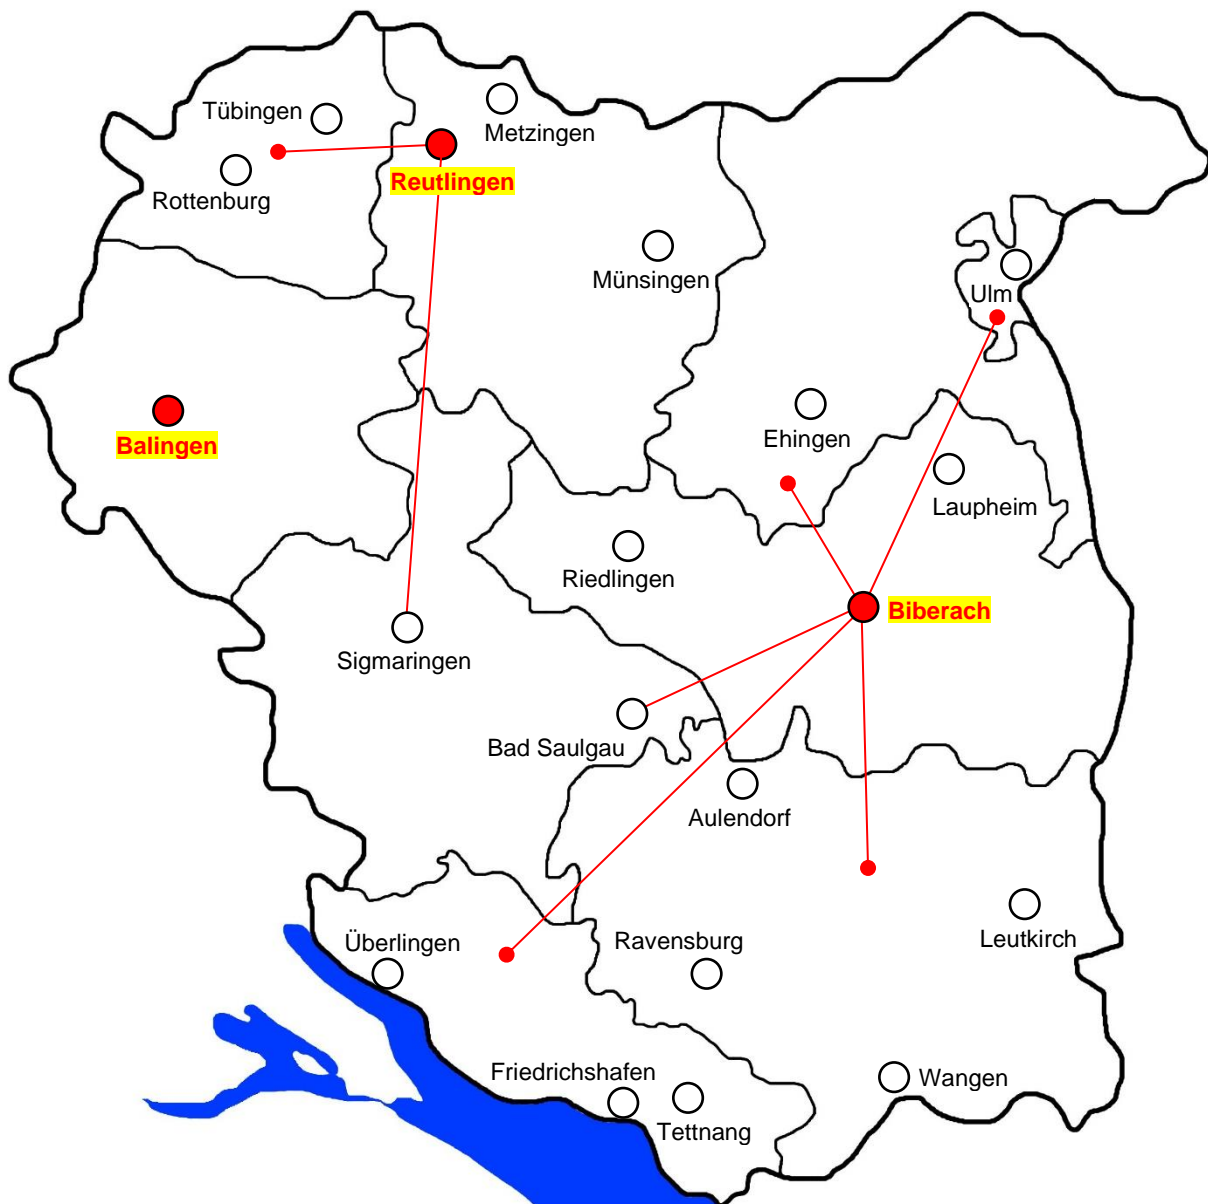 Tübingen
Metzingen
Reutlingen
Rottenburg
Münsingen
Ulm
Balingen
Ehingen
Laupheim
Riedlingen
Biberach
Sigmaringen
Bad Saulgau
Aulendorf
Überlingen
Ravensburg
Leutkirch
Friedrichshafen
Wangen
Tettnang